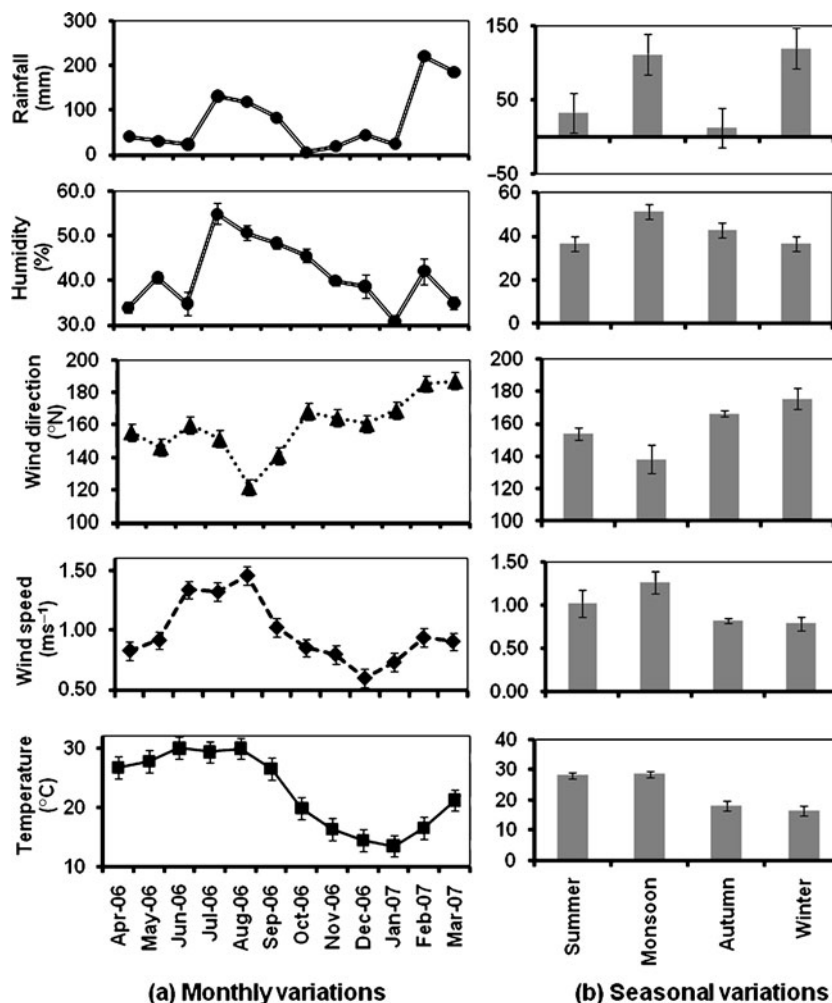 Rainfall
(mm)
300
200
100
0
150
50
−50
Humidity
(%)
60.0
50.0
40.0
30.0
60
40
20
0
Wind direction
(°N)
200
180
160
140
120
100
200
180
160
140
120
100
Wind speed
(ms−1)
1.50
1.00
0.50
1.50
1.00
0.50
0.00
Temperature
(°C)
30
20
10
40
30
20
10
0
Apr-06
May-06
Jun-06
Jul-06
Aug-06
Sep-06
Oct-06
Nov-06
Dec-06
Jan-07
Feb-07
Mar-07
Summer
Monsoon
Autumn
Winter
(a) Monthly variations
(b) Seasonal variations